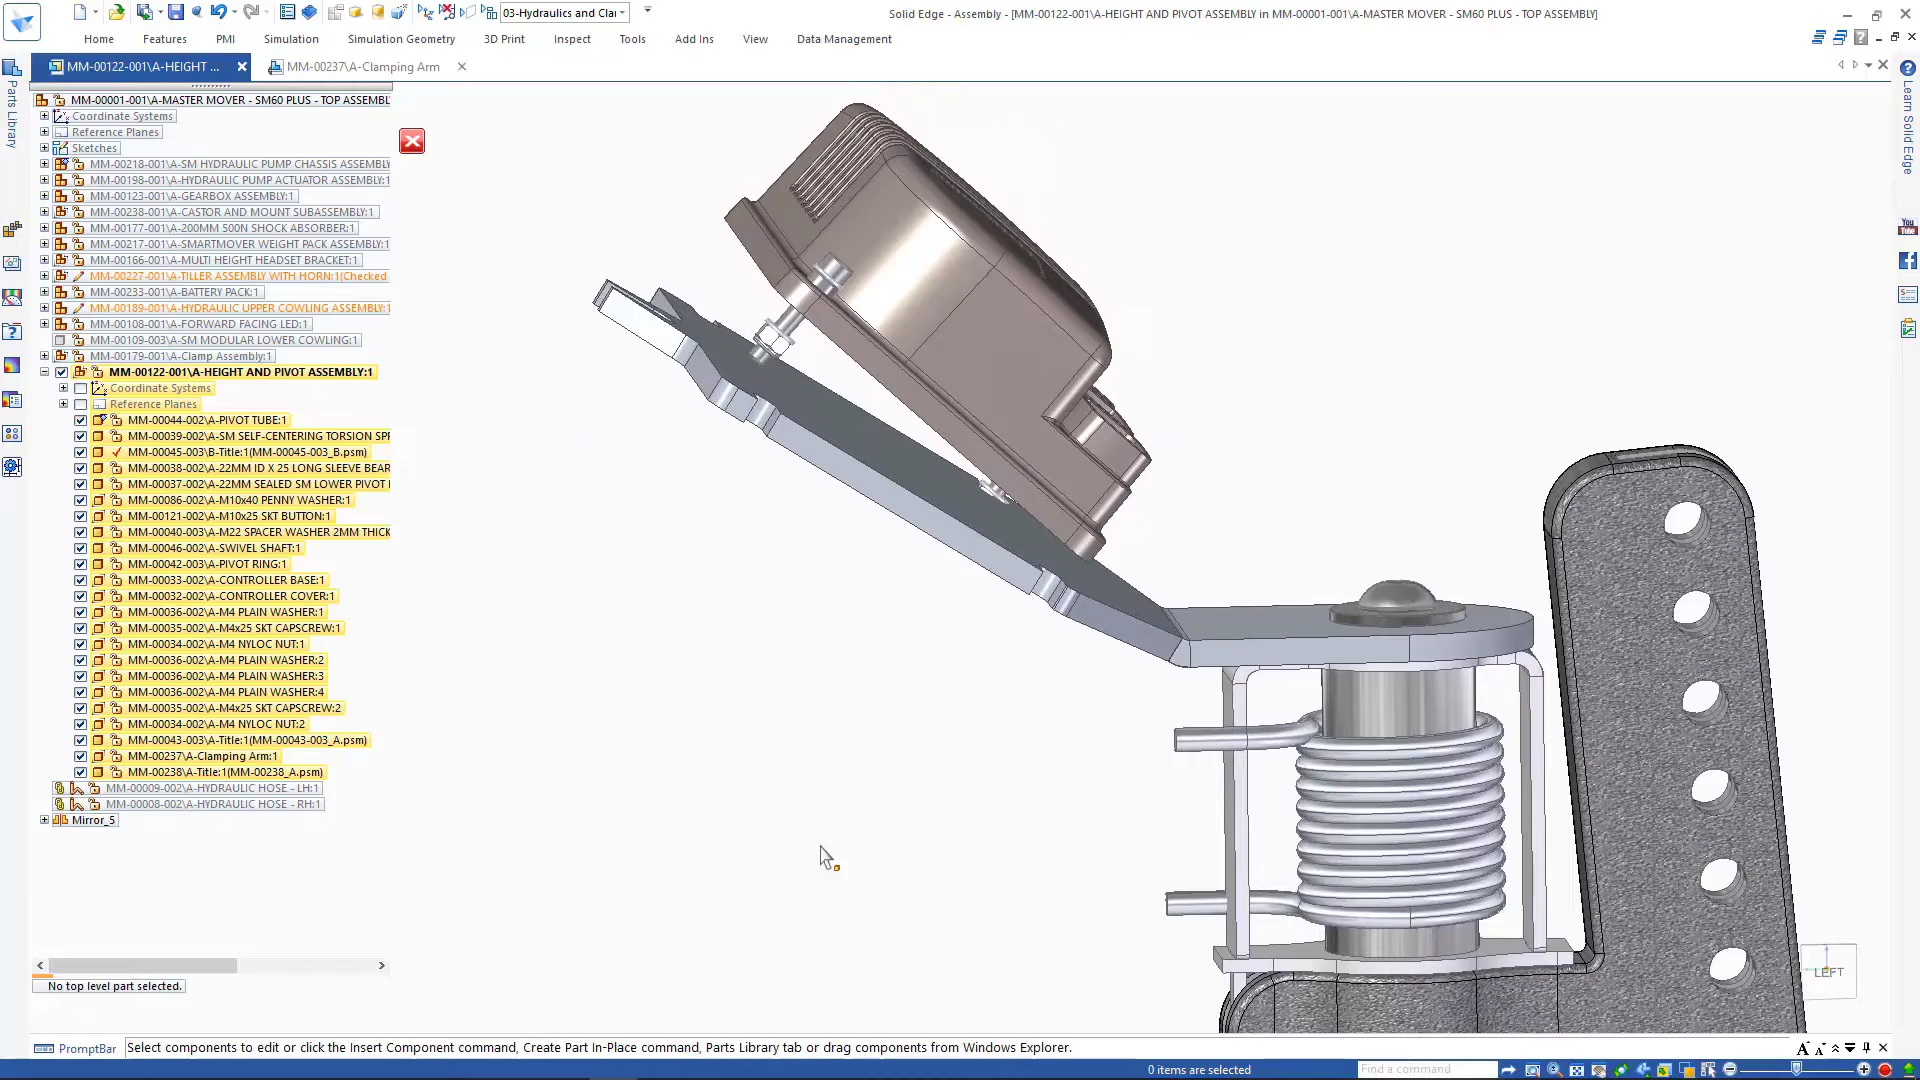 03-Hydraulics and Clar
Solid Edge - Assembly - [MM-00122-001\A-HEIGHT AND PIVOT ASSEMBLY in MM-00001-001\A-MASTER MOVER - SM60 PLUS - TOP ASSEMBLY]
Home Features PMI Simulation Simulation Geometry 3D Print Inspect Tools Add Ins View Data Management
MM-00122-001\A-HEIGHT ... MM-00237\A-Clamping Arm
Parts Library
MM-00001-001\A-MASTER MOVER - SM60 PLUS - TOP ASSEMBL
Coordinate Systems
Reference Planes
Sketches
MM-00218-001\A-SM HYDRAULIC PUMP CHASSIS ASSEMBLY
MM-00198-001\A-HYDRAULIC PUMP ACTUATOR ASSEMBLY:1
MM-00123-001\A-GEARBOX ASSEMBLY:1
MM-00238-001\A-CASTOR AND MOUNT SUBASSEMBLY:1
MM-00177-001\A-200MM 500N SHOCK ABSORBER:1
MM-00217-001\A-SMARTMOVER WEIGHT PACK ASSEMBLY:1
MM-00166-001\A-MULTI HEIGHT HEADSET BRACKET:1
MM-00227-001\A-TILLER ASSEMBLY WITH HORN:1(Checked
MM-00233-001\A-BATTERY PACK:1
MM-00189-001\A-HYDRAULIC UPPER COWLING ASSEMBLY:1
MM-00108-001\A-FORWARD FACING LED:1
MM-00109-003\A-SM MODULAR LOWER COWLING:1
MM-00179-001\A-Clamp Assembly:1
MM-00122-001\A-HEIGHT AND PIVOT ASSEMBLY:1
Coordinate Systems
Reference Planes
MM-00044-002\A-PIVOT TUBE:1
MM-00039-002\A-SM SELF-CENTERING TORSION SPR
MM-00045-003\B-Title:1(MM-00045-003_B.psm)
MM-00038-002\A-22MM ID X 25 LONG SLEEVE BEAR
MM-00037-002\A-22MM SEALED SM LOWER PIVOT
MM-00086-002\A-M10x40 PENNY WASHER:1
MM-00121-002\A-M10x25 SKT BUTTON:1
MM-00040-003\A-M22 SPACER WASHER 2MM THICK
MM-00046-002\A-SWIVEL SHAFT:1
MM-00042-003\A-PIVOT RING:1
MM-00033-002\A-CONTROLLER BASE:1
MM-00032-002\A-CONTROLLER COVER:1
MM-00036-002\A-M4 PLAIN WASHER:1
MM-00035-002\A-M4x25 SKT CAPSCREW:1
MM-00034-002\A-M4 NYLOC NUT:1
MM-00036-002\A-M4 PLAIN WASHER:2
MM-00036-002\A-M4 PLAIN WASHER:3
MM-00036-002\A-M4 PLAIN WASHER:4
MM-00035-002\A-M4x25 SKT CAPSCREW:2
MM-00034-002\A-M4 NYLOC NUT:2
MM-00043-003\A-Title:1(MM-00043-003_A.psm)
MM-00237\A-Clamping Arm:1
MM-00238\A-Title:1(MM-00238_A.psm)
MM-00009-002\A-HYDRAULIC HOSE - LH:1
MM-00008-002\A-HYDRAULIC HOSE - RH:1
Mirror_5
No top level part selected.
LEFT
Learn Solid Edge
You
Tube
PromptBar Select components to edit or click the Insert Component command, Create Part In-Place command, Parts Library tab or drag components from Windows Explorer.
0 items are selected
Find a command